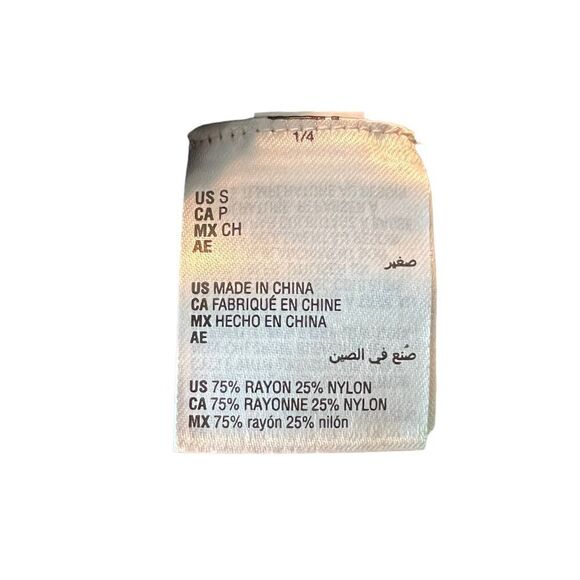 1/4
US S
CA P
MX CH
AE
صغير
US MADE IN CHINA
CA FABRIQUÉ EN CHINE
MX HECHO EN CHINA
AE
صُنع في الصين
US 75% RAYON 25% NYLON
CA 75% RAYONNE 25% NYLON
MX 75% rayón 25% nilón